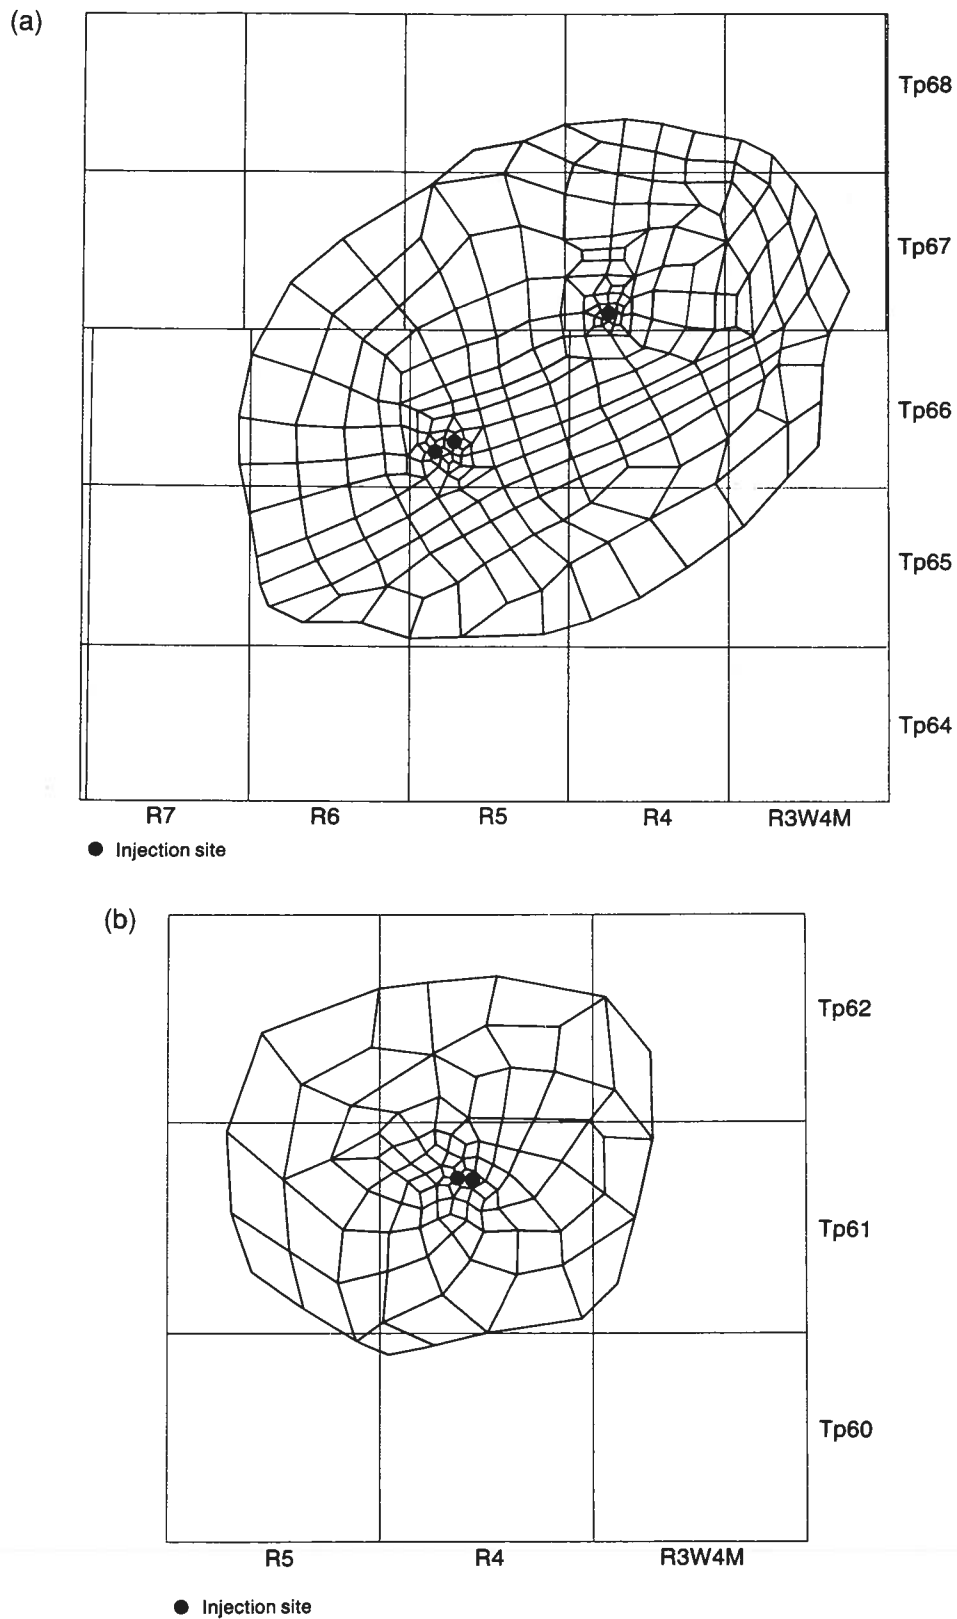 (a)
Tp68
Tp67
Tp66
Tp65
Tp64
R7 R6 R5 R4 R3W4M
● Injection site
(b)
Tp62
Tp61
Tp60
R5 R4 R3W4M
● Injection site